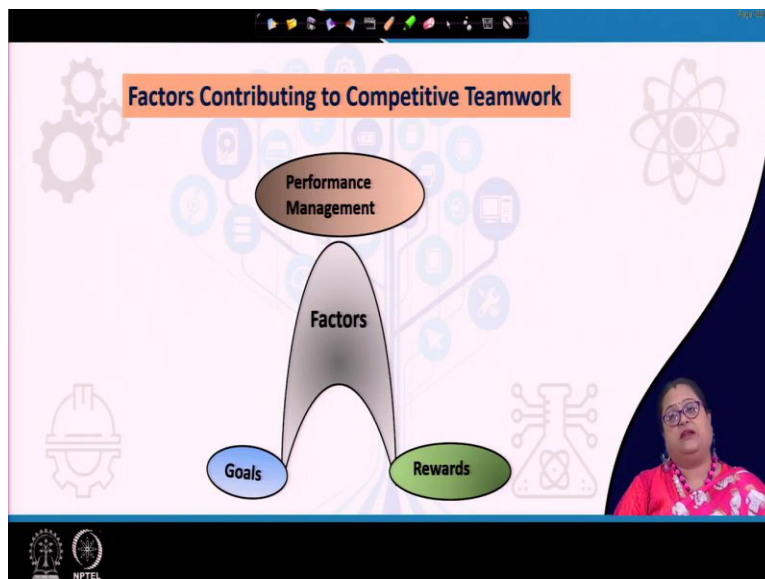 Factors Contributing to Competitive Teamwork
Performance
Management
Factors
Goals
Rewards
NPTEL